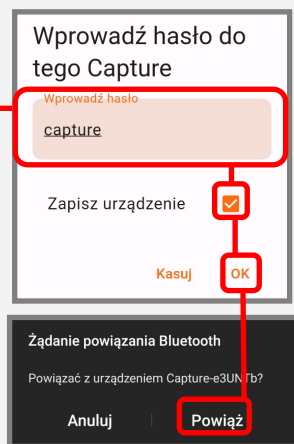 Wprowadź hasło do
tego Capture
Wprowadź hasło
capture
Zapisz urządzenie
Kasuj OK
Żądanie powiązania Bluetooth
Powiązać z urządzeniem Capture-e3UNTb?
Anuluj Powiąż